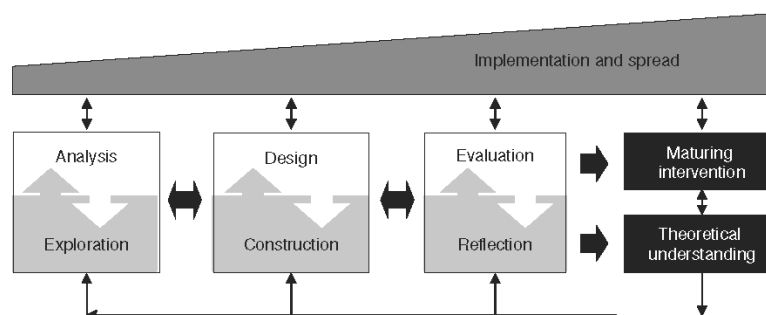 Implementation and spread
Analysis
Exploration
Design
Construction
Evaluation
Reflection
Maturing
intervention
Theoretical
understanding